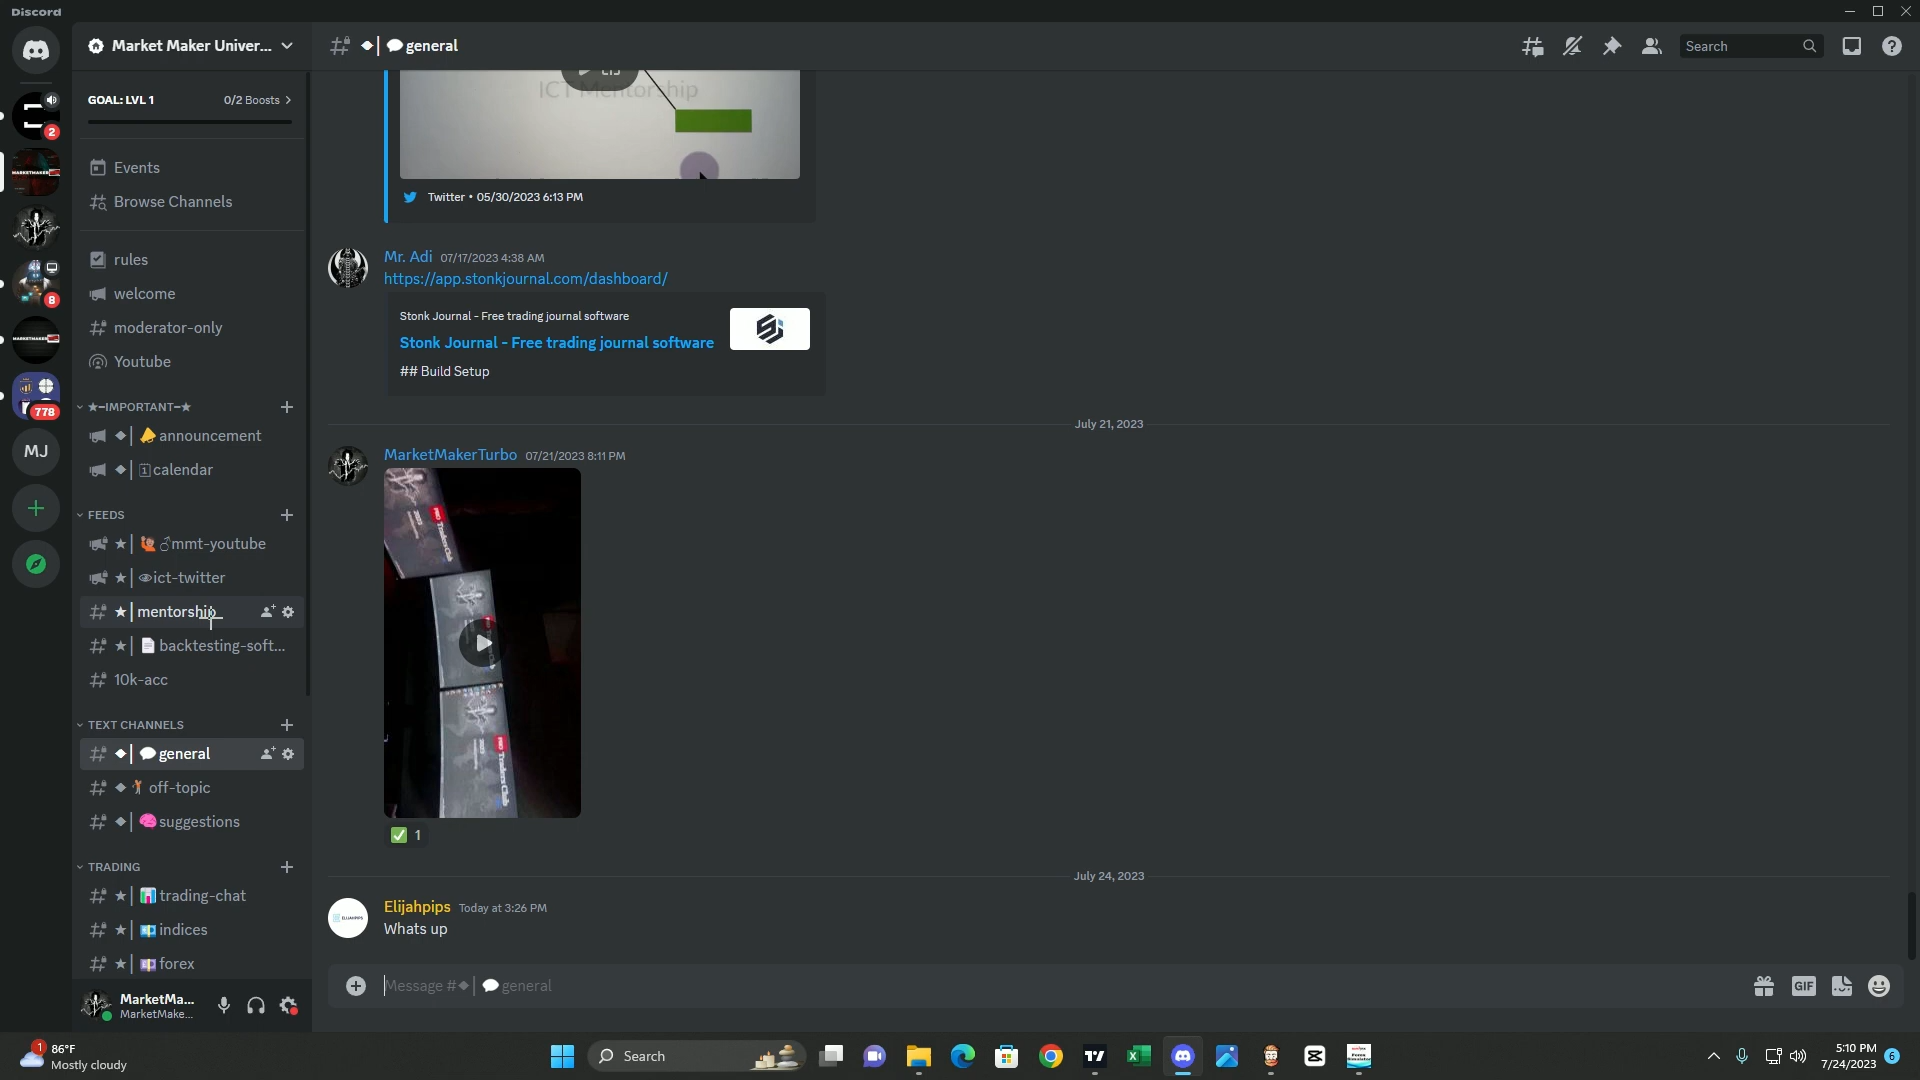 Discord
Market Maker Univer...
general
Search
GOAL: LVL 1
0/2 Boosts
Events
Browse Channels
rules
welcome
moderator-only
Youtube
★-IMPORTANT-★
announcement
calendar
FEEDS
★ mmt-youtube
★ ict-twitter
★ mentorship
★ backtesting-soft...
10k-acc
TEXT CHANNELS
general
off-topic
suggestions
TRADING
★ trading-chat
★ indices
★ forex
MarketMa...
MarketMake...
2
8
778
MJ
ICT Mentorship
Twitter • 05/30/2023 6:13 PM
Mr. Adi 07/17/2023 4:38 AM
https://app.stonkjournal.com/dashboard/
Stonk Journal - Free trading journal software
Stonk Journal - Free trading journal software
## Build Setup
July 21, 2023
MarketMakerTurbo 07/21/2023 8:11 PM
1
July 24, 2023
Elijahpips Today at 3:26 PM
Whats up
Message # general
GIF
1
86°F
Mostly cloudy
Search
5:10 PM
7/24/2023
6